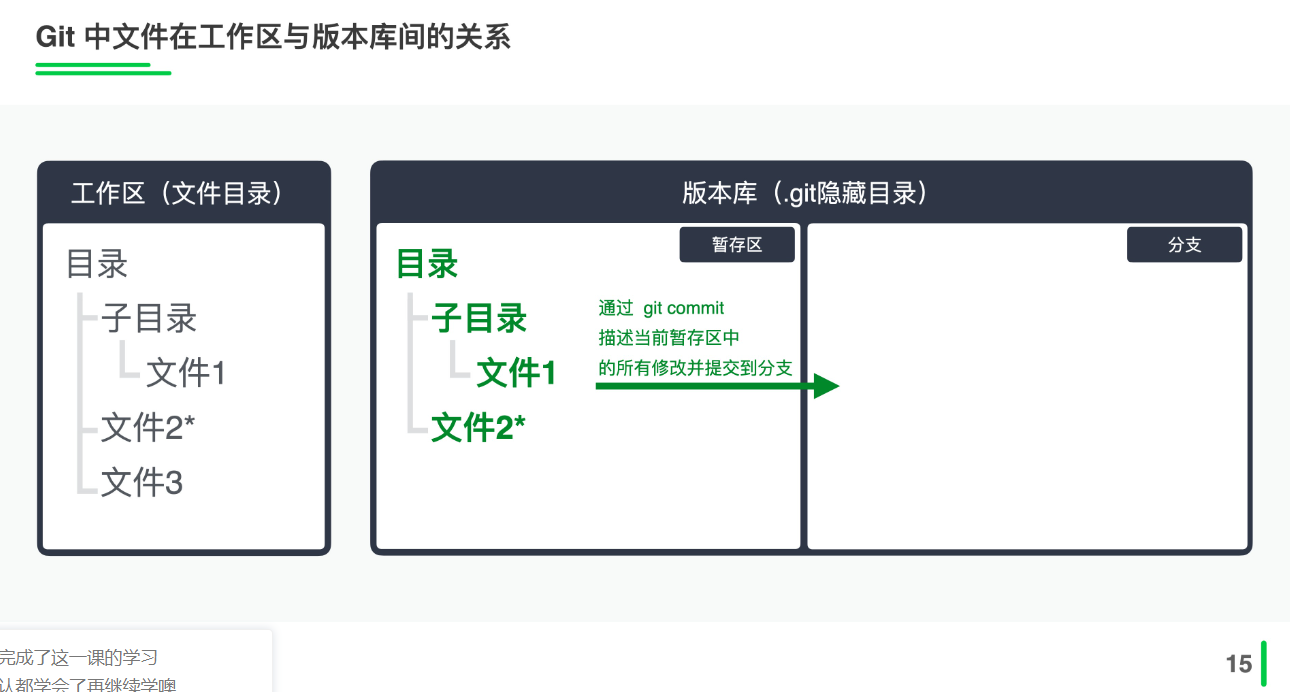 Git 中文件在工作区与版本库间的关系
工作区（文件目录）
目录
子目录
文件1
文件2*
文件3
版本库（.git隐藏目录）
暂存区
目录
子目录
文件1
文件2*
通过 git commit
描述当前暂存区中
的所有修改并提交到分支
分支
完成了这一课的学习
认都学会了再继续学噢
15